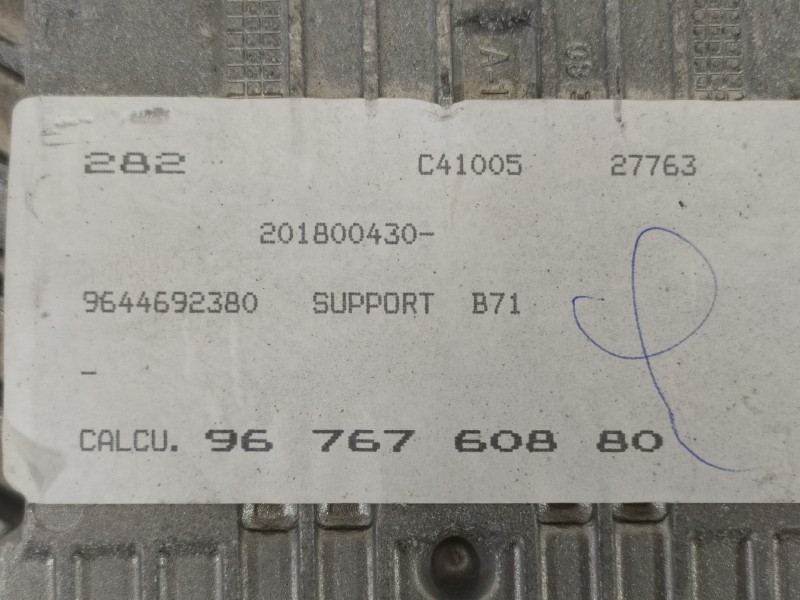 282 C41005 27763
201800430-
9644692380 SUPPORT B71
-
CALCU. 96 767 608 80